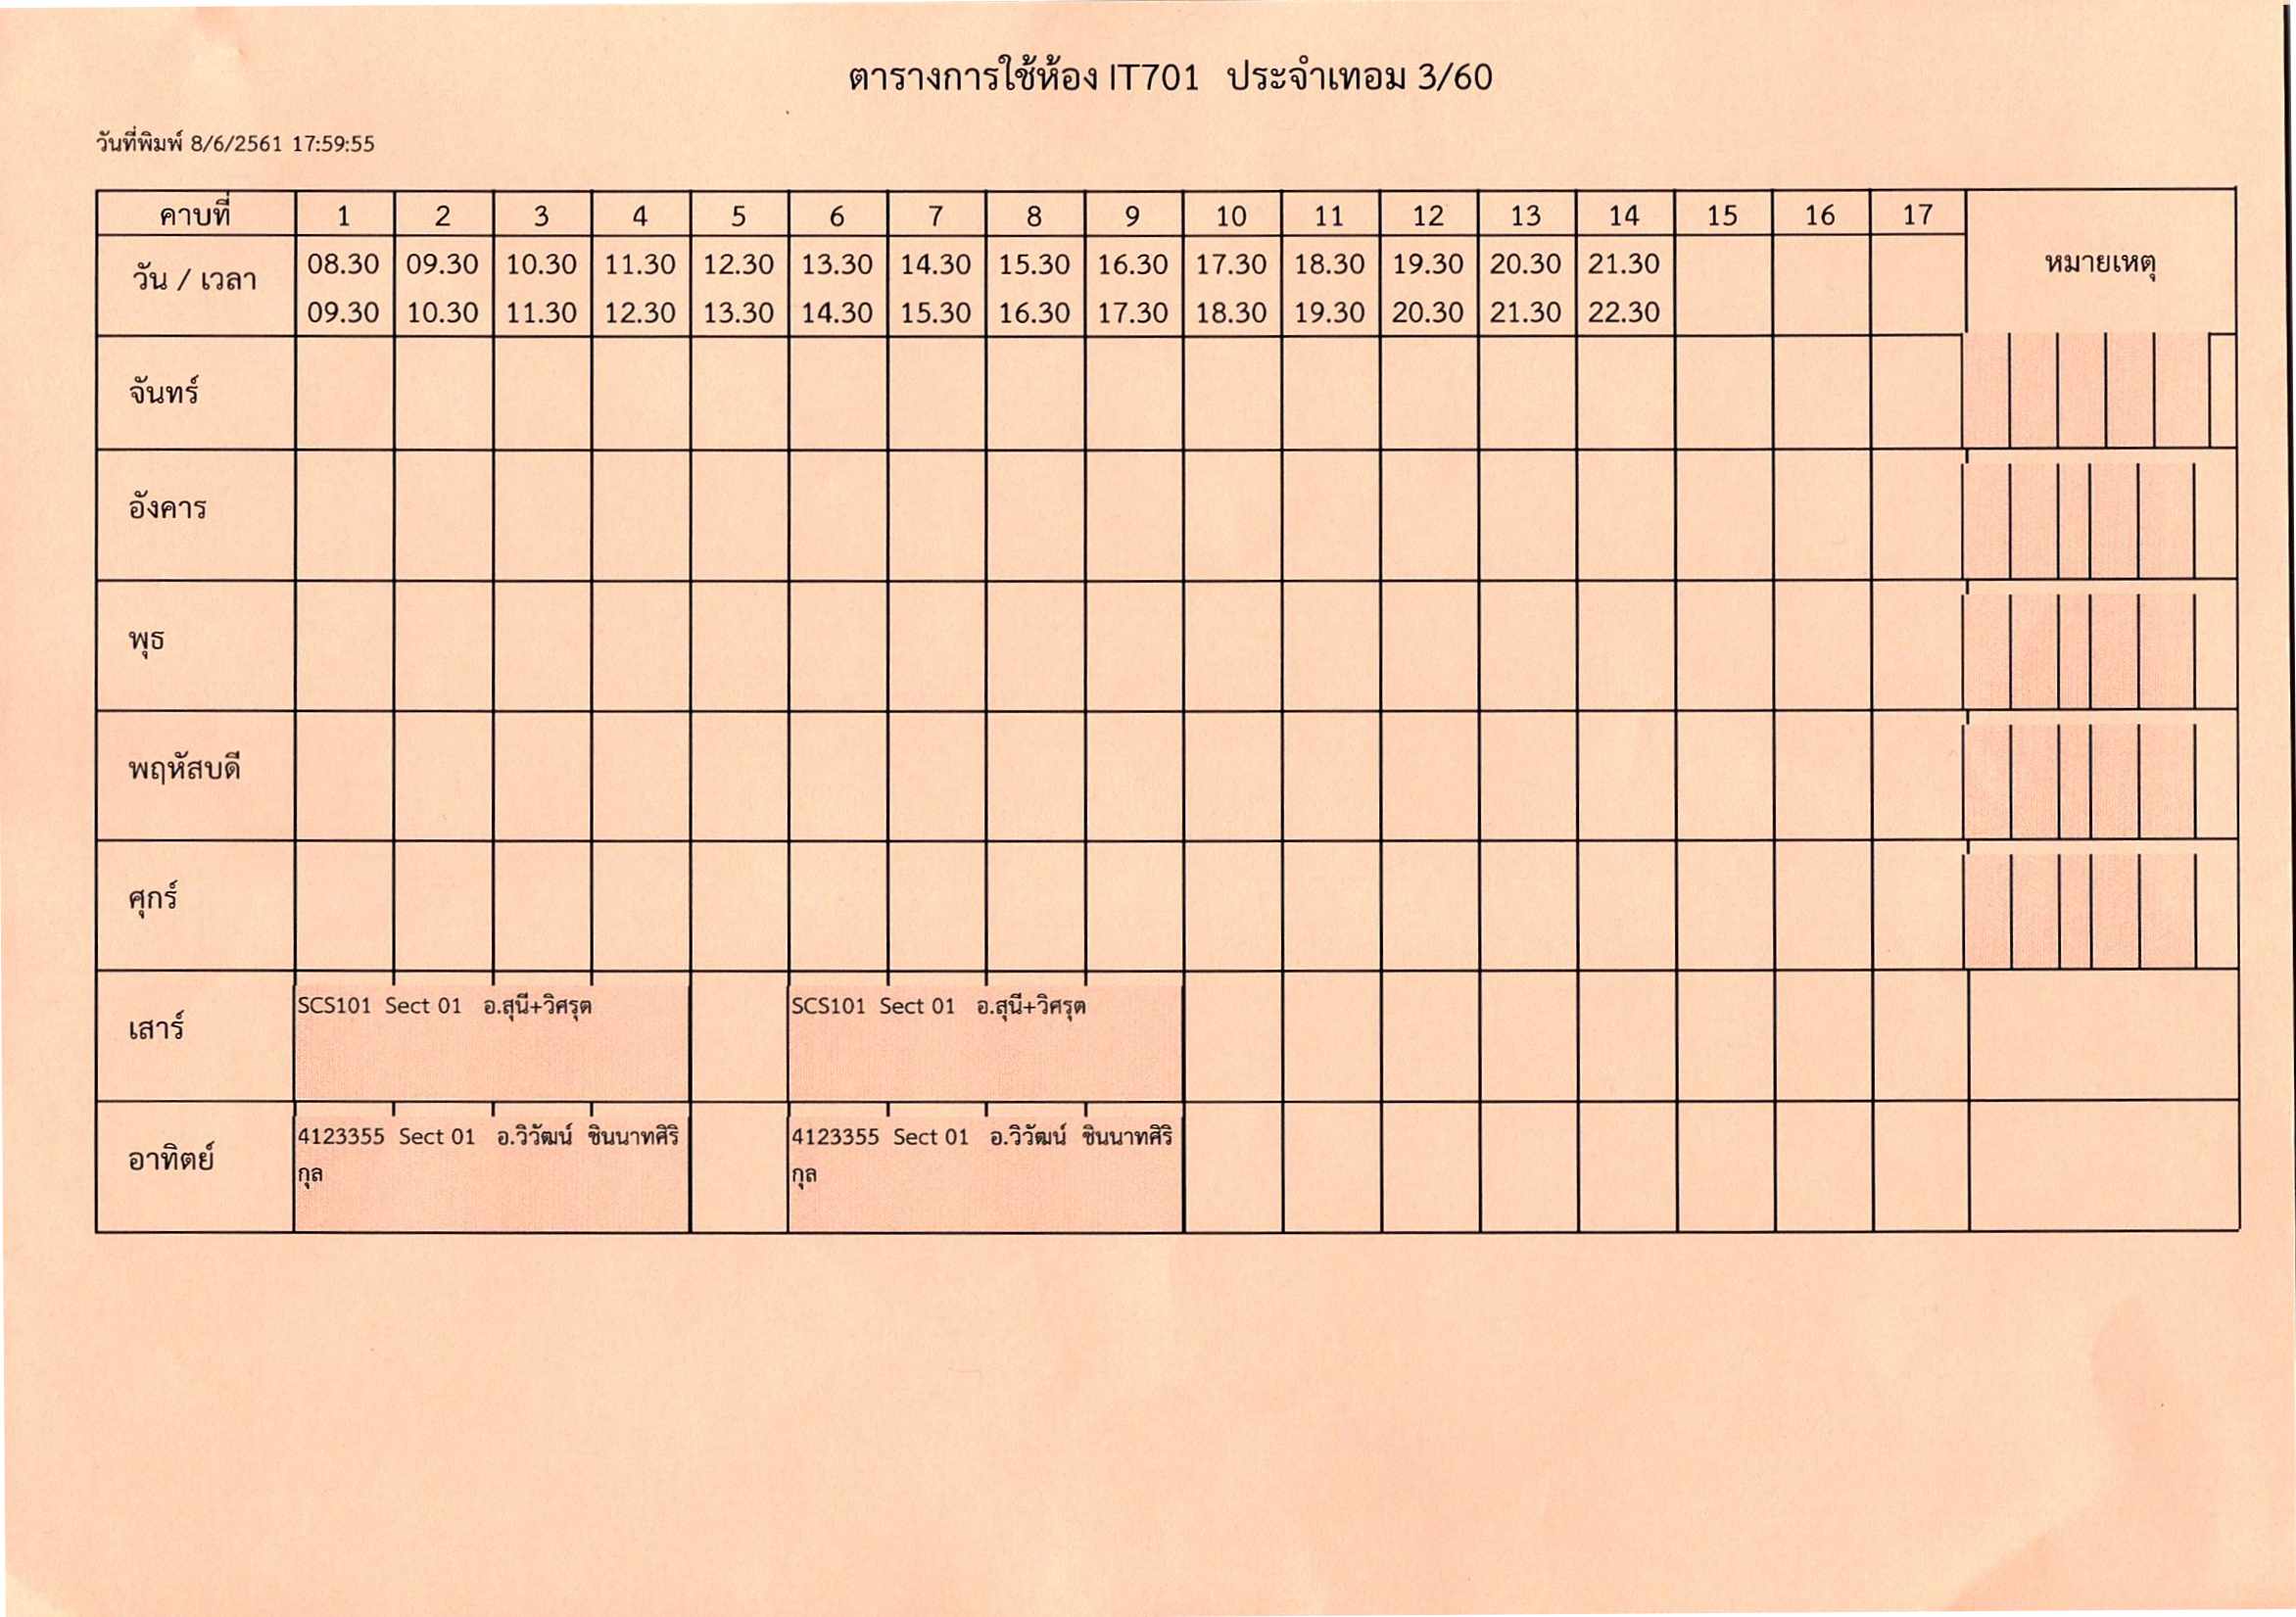 ตารางการใช้ห้อง IT701 ประจำเทอม 3/60
วันที่พิมพ์ 8/6/2561 17:59:55
คาบที่ 1 2 3 4 5 6 7 8 9 10 11 12 13 14 15 16 17
หมายเหตุ
วัน / เวลา
08.30 09.30 10.30 11.30 12.30 13.30 14.30 15.30 16.30 17.30 18.30 19.30 20.30 21.30
09.30 10.30 11.30 12.30 13.30 14.30 15.30 16.30 17.30 18.30 19.30 20.30 21.30 22.30
จันทร์
อังคาร
พุธ
พฤหัสบดี
ศุกร์
เสาร์
SCS101 Sect 01 อ.สุนี+วิศรุต
SCS101 Sect 01 อ.สุนี+วิศรุต
อาทิตย์
4123355 Sect 01 อ.วิวัฒน์ ชินนาทศิริ
กุล
4123355 Sect 01 อ.วิวัฒน์ ชินนาทศิริ
กุล